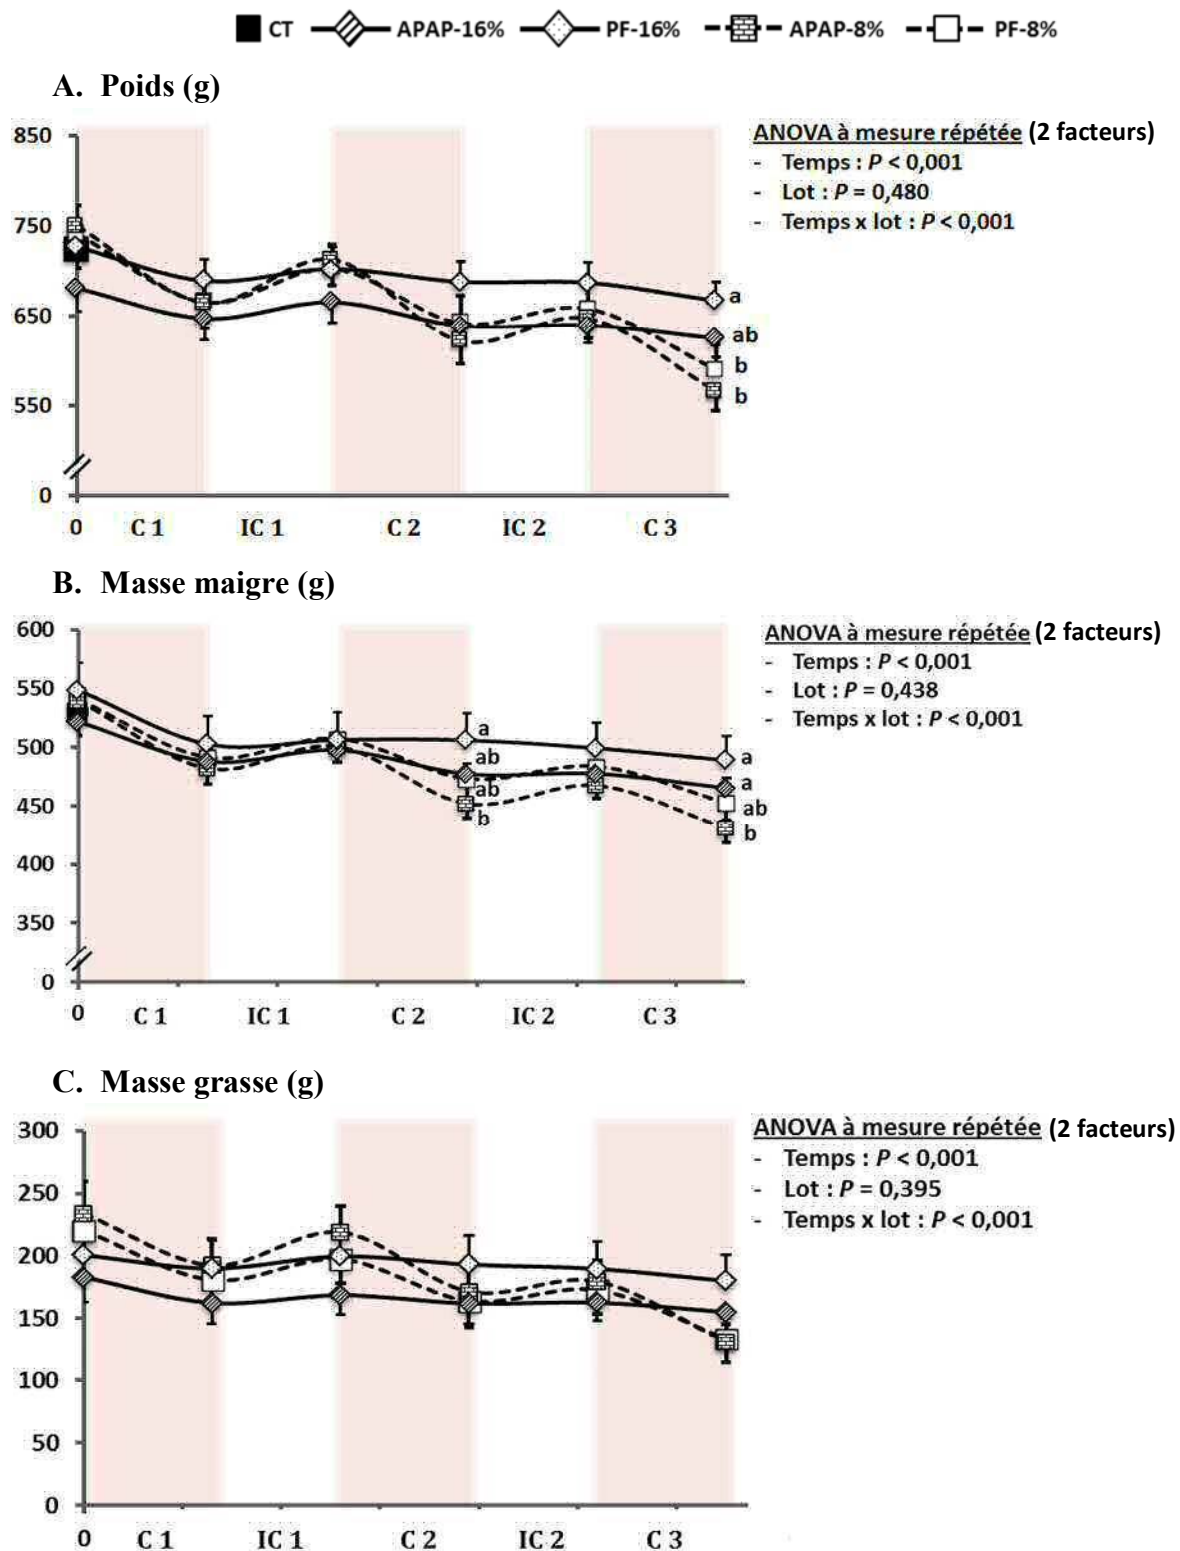 CT APAP-16% PF-16% APAP-8% PF-8%
A. Poids (g)
850
750
650
550
0
a
ab
b
b
0 C 1 IC 1 C 2 IC 2 C 3
ANOVA à mesure répétée (2 facteurs)
- Temps : P < 0,001
- Lot : P = 0,480
- Temps x lot : P < 0,001
B. Masse maigre (g)
600
550
500
450
400
350
0
a
ab
ab
b
a
a
ab
b
0 C 1 IC 1 C 2 IC 2 C 3
ANOVA à mesure répétée (2 facteurs)
- Temps : P < 0,001
- Lot : P = 0,438
- Temps x lot : P < 0,001
C. Masse grasse (g)
300
250
200
150
100
50
0
0 C 1 IC 1 C 2 IC 2 C 3
ANOVA à mesure répétée (2 facteurs)
- Temps : P < 0,001
- Lot : P = 0,395
- Temps x lot : P < 0,001